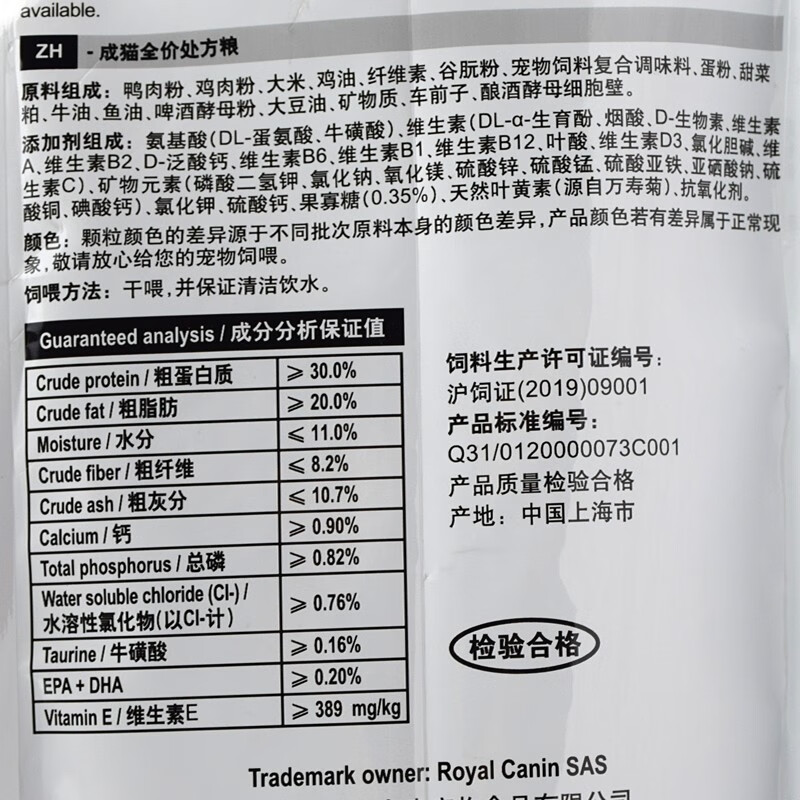 available.
ZH - 成猫全价处方粮
原料组成：鸭肉粉、鸡肉粉、大米、鸡油、纤维素、谷朊粉、宠物饲料复合调味料、蛋粉、甜菜
粕、牛油、鱼油、啤酒酵母粉、大豆油、矿物质、车前子、酿酒酵母细胞壁。
添加剂组成：氨基酸(DL-蛋氨酸、牛磺酸)、维生素(DL-α-生育酚、烟酸、D-生物素、维生素
A、维生素B2、D-泛酸钙、维生素B6、维生素B1、维生素B12、叶酸、维生素D3、氯化胆碱、维
生素C)、矿物元素(磷酸二氢钾、氯化钠、氧化镁、硫酸锌、硫酸锰、硫酸亚铁、亚硒酸钠、硫
酸铜、碘酸钙)、氯化钾、硫酸钙、果寡糖(0.35%)、天然叶黄素(源自万寿菊)、抗氧化剂。
颜色：颗粒颜色的差异源于不同批次原料本身的颜色差异，产品颜色若有差异属于正常现
象，敬请放心给您的宠物饲喂。
饲喂方法：干喂，并保证清洁饮水。
Guaranteed analysis / 成分分析保证值
Crude protein / 粗蛋白质 ⩾ 30.0%
Crude fat / 粗脂肪 ⩾ 20.0%
Moisture / 水分 ⩽ 11.0%
Crude fiber / 粗纤维 ⩽ 8.2%
Crude ash / 粗灰分 ⩽ 10.7%
Calcium / 钙 ⩾ 0.90%
Total phosphorus / 总磷 ⩾ 0.82%
Water soluble chloride (Cl-) /
水溶性氯化物(以Cl-计) ⩾ 0.76%
Taurine / 牛磺酸 ⩾ 0.16%
EPA + DHA ⩾ 0.20%
Vitamin E / 维生素E ⩾ 389 mg/kg
饲料生产许可证编号：
沪饲证(2019)09001
产品标准编号：
Q31/0120000073C001
产品质量检验合格
产地：中国上海市
检验合格
Trademark owner: Royal Canin SAS